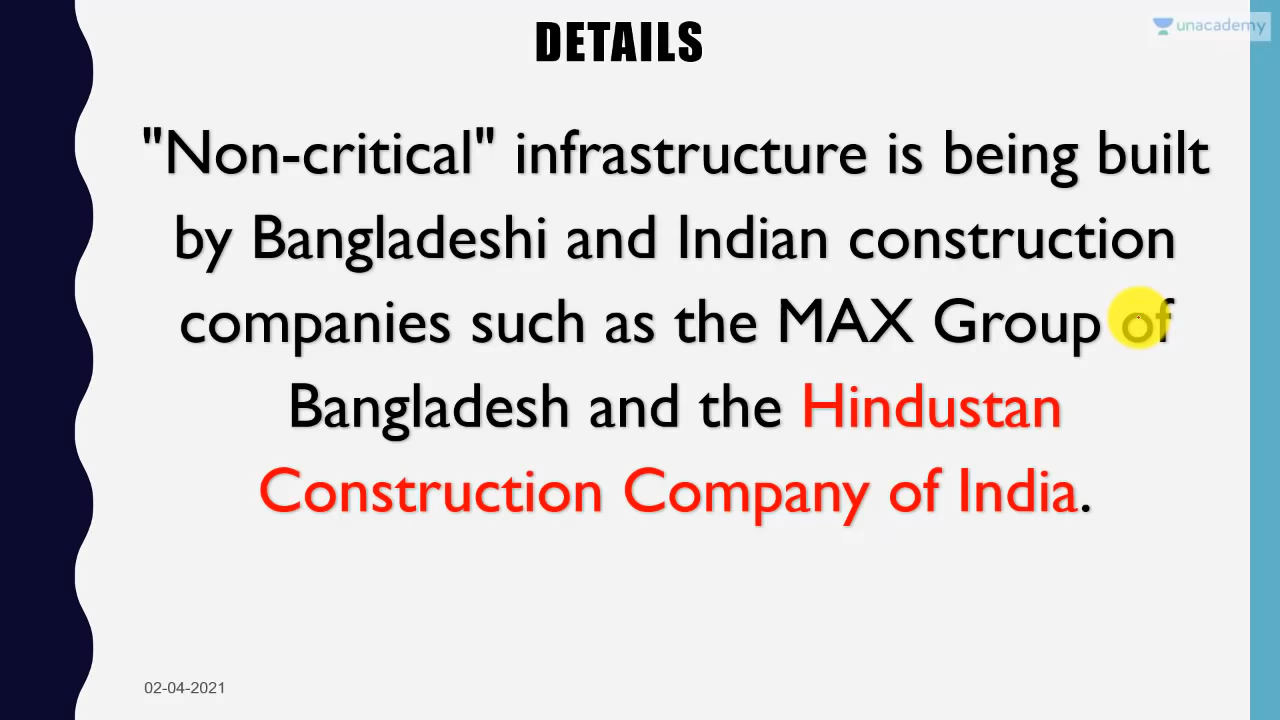 DETAILS
unacademy
"Non-critical" infrastructure is being built
by Bangladeshi and Indian construction
companies such as the MAX Group of
Bangladesh and the Hindustan
Construction Company of India.
02-04-2021